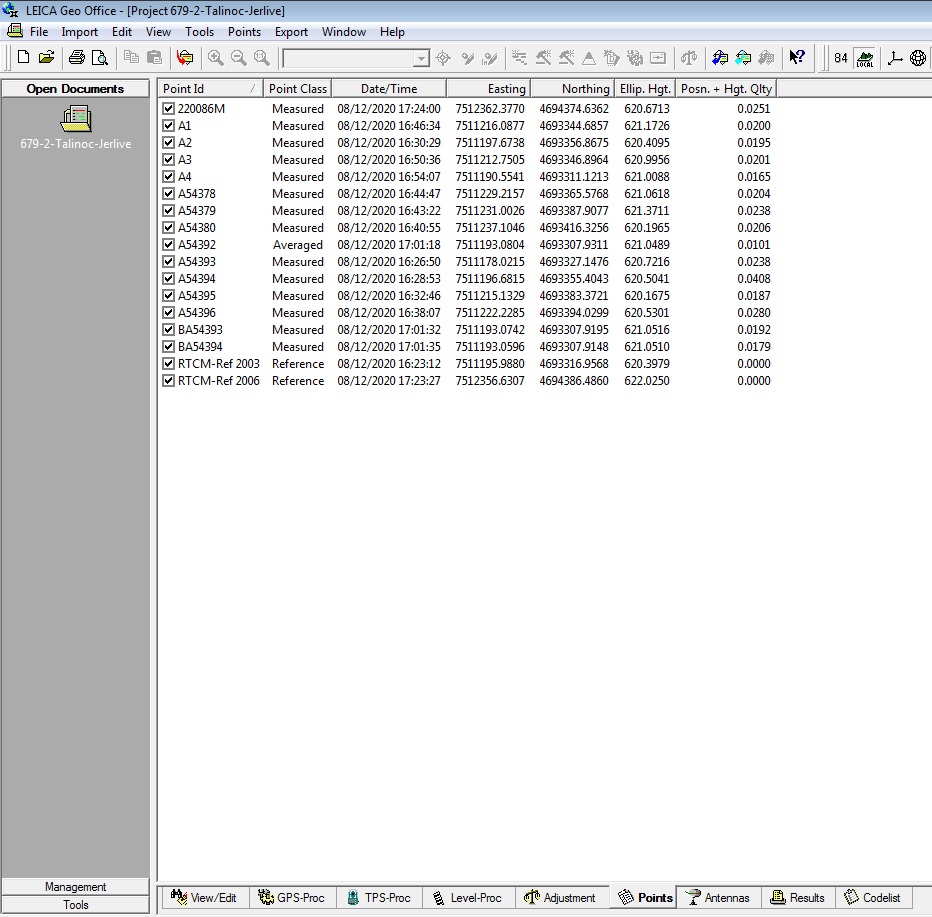 LEICA Geo Office - [Project 679-2-Talinoc-Jerlive]
File Import Edit View Tools Points Export Window Help
84 LOCAL
Open Documents
679-2-Talinoc-Jerlive
Point Id / Point Class Date/Time Easting Northing Ellip. Hgt. Posn. + Hgt. Qlty
220086M Measured 08/12/2020 17:24:00 7512362.3770 4694374.6362 620.6713 0.0251
A1 Measured 08/12/2020 16:46:34 7511216.0877 4693344.6857 621.1726 0.0200
A2 Measured 08/12/2020 16:30:29 7511197.6738 4693356.8675 620.4095 0.0195
A3 Measured 08/12/2020 16:50:36 7511212.7505 4693346.8964 620.9956 0.0201
A4 Measured 08/12/2020 16:54:07 7511190.5541 4693311.1213 621.0088 0.0165
A54378 Measured 08/12/2020 16:44:47 7511229.2157 4693365.5768 621.0618 0.0204
A54379 Measured 08/12/2020 16:43:22 7511231.0026 4693387.9077 621.3711 0.0238
A54380 Measured 08/12/2020 16:40:55 7511237.1046 4693416.3256 620.1965 0.0206
A54392 Averaged 08/12/2020 17:01:18 7511193.0804 4693307.9311 621.0489 0.0101
A54393 Measured 08/12/2020 16:26:50 7511178.0215 4693327.1476 620.7216 0.0238
A54394 Measured 08/12/2020 16:28:53 7511196.6815 4693355.4043 620.5041 0.0408
A54395 Measured 08/12/2020 16:32:46 7511215.1329 4693383.3721 620.1675 0.0187
A54396 Measured 08/12/2020 16:38:07 7511222.2285 4693394.0299 620.5301 0.0280
BA54393 Measured 08/12/2020 17:01:32 7511193.0742 4693307.9195 621.0516 0.0192
BA54394 Measured 08/12/2020 17:01:35 7511193.0596 4693307.9148 621.0510 0.0179
RTCM-Ref 2003 Reference 08/12/2020 16:23:12 7511195.9880 4693316.9568 620.3979 0.0000
RTCM-Ref 2006 Reference 08/12/2020 17:23:27 7512356.6307 4694386.4860 622.0250 0.0000
Management
Tools
View/Edit GPS-Proc TPS-Proc Level-Proc Adjustment Points Antennas Results Codelist